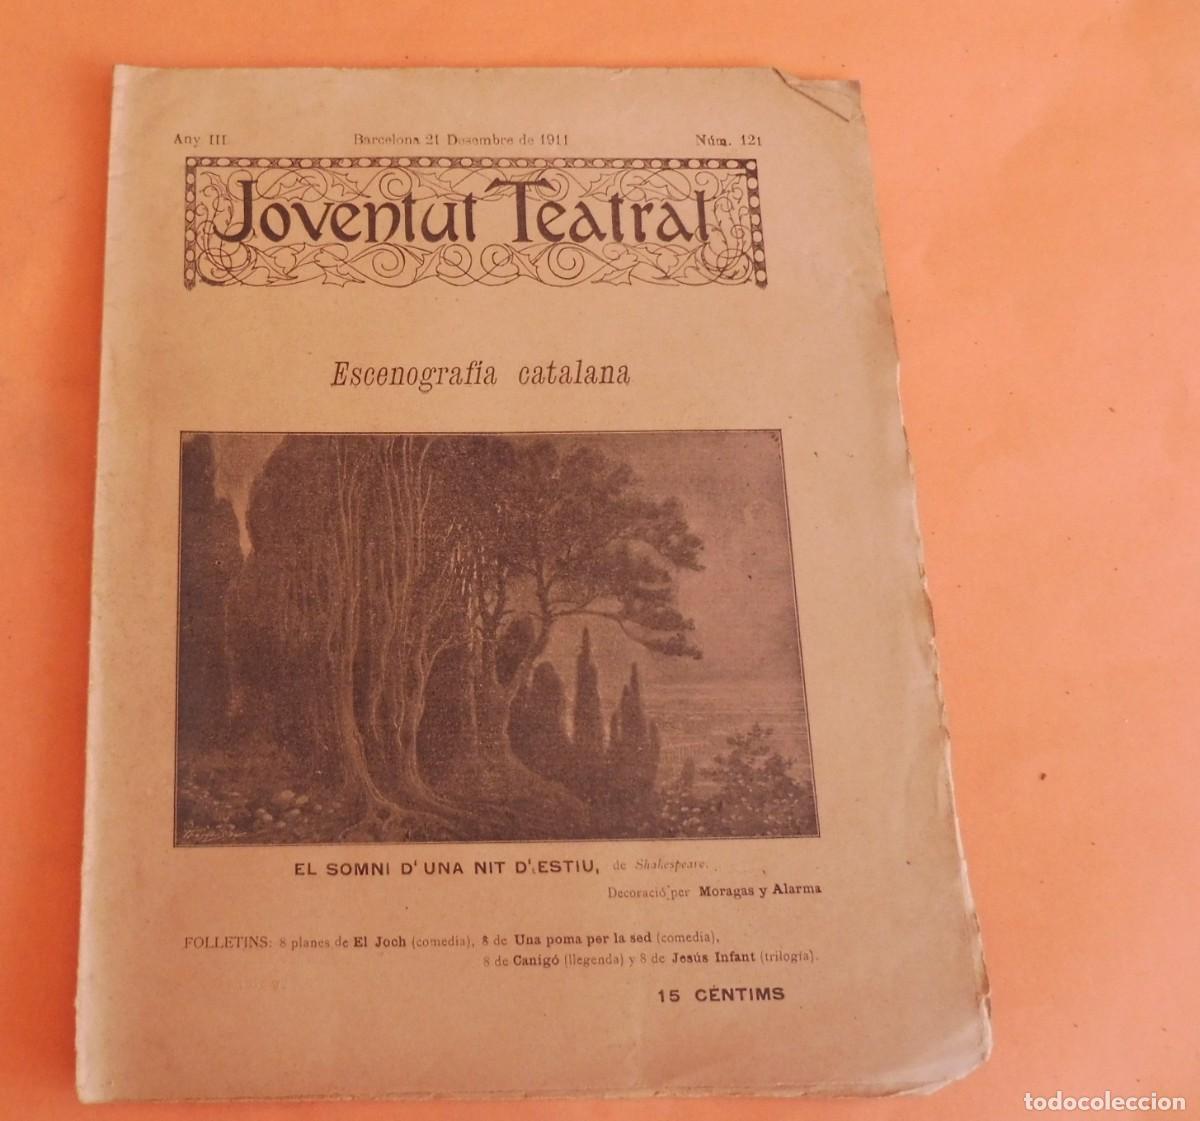 Any III. Barcelona 21 Desembre de 1911 Núm. 121
Joventut Teatral
Escenografía catalana
EL SOMNI D'UNA NIT D'ESTIU, de Shakespeare.
Decoració per Moragas y Alarma
FOLLETINS: 8 planes de El Joch (comedia), 8 de Una poma per la sed (comedia),
8 de Canigó (llegenda) y 8 de Jesús Infant (trilogía).
15 CÉNTIMS
todocoleccion